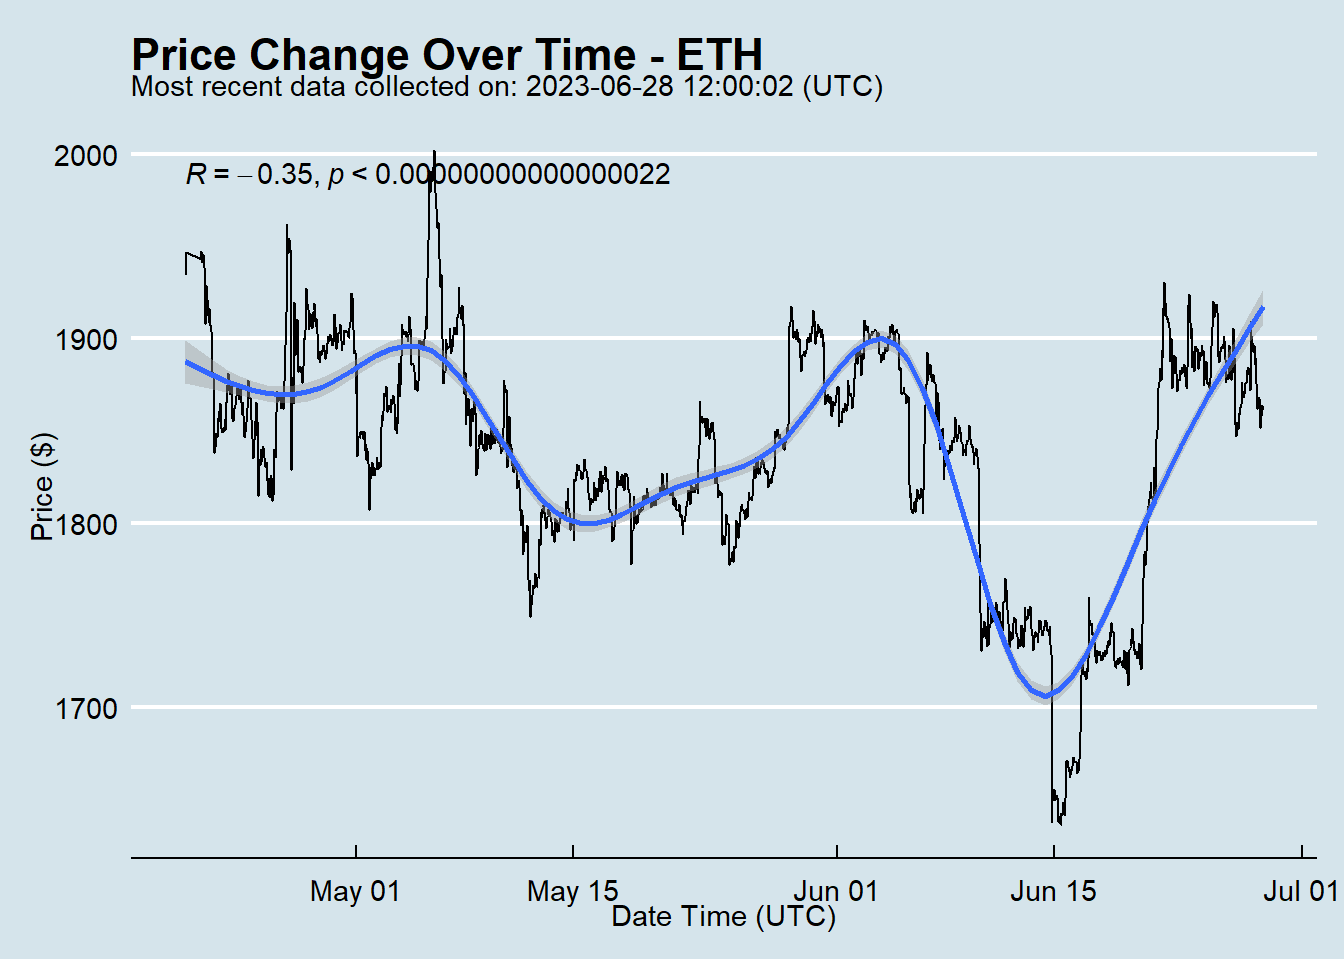 Price Change Over Time - ETH
Most recent data collected on: 2023-06-28 12:00:02 (UTC)
R = −0.35, p < 0.00000000000000022
2000
1900
1800
1700
Price ($)
May 01
May 15
Jun 01
Jun 15
Jul 01
Date Time (UTC)